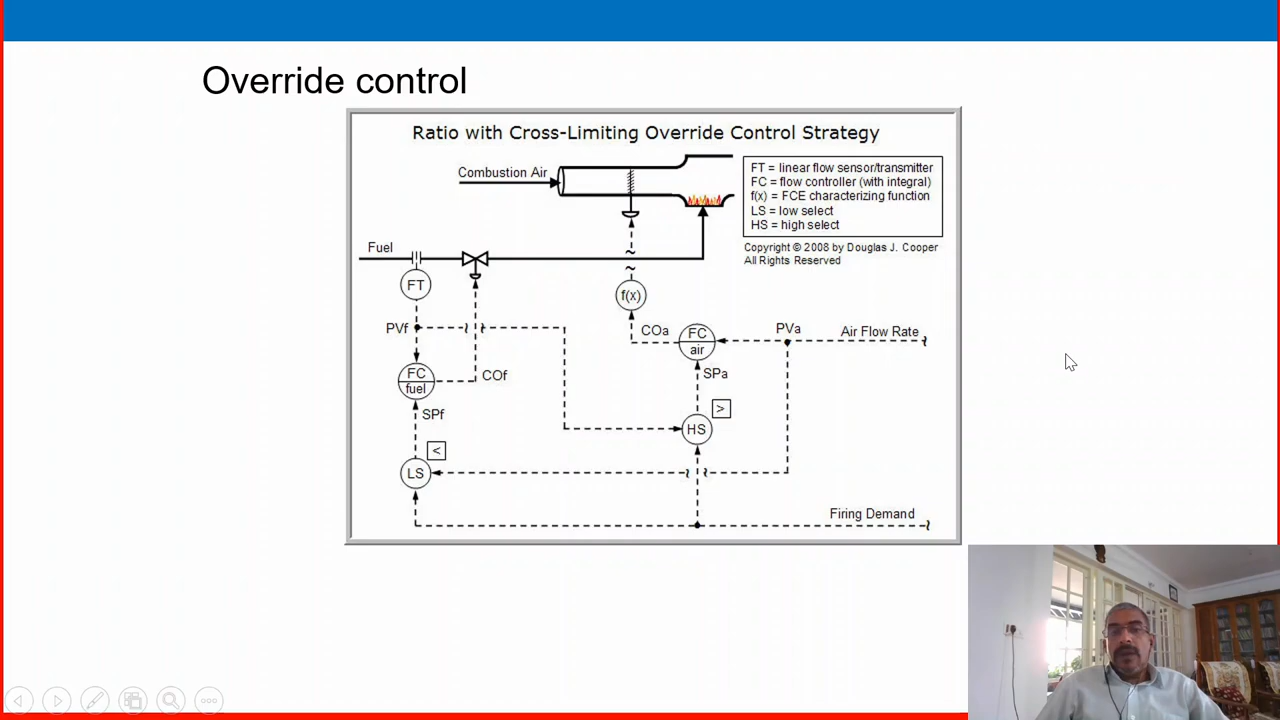 Override control
Ratio with Cross-Limiting Override Control Strategy
Combustion Air
FT = linear flow sensor/transmitter
FC = flow controller (with integral)
f(x) = FCE characterizing function
LS = low select
HS = high select
Copyright © 2008 by Douglas J. Cooper
All Rights Reserved
Fuel
FT
f(x)
PVf
COa
FC
air
PVa
Air Flow Rate
FC
fuel
COf
SPa
SPf
>
HS
<
LS
Firing Demand